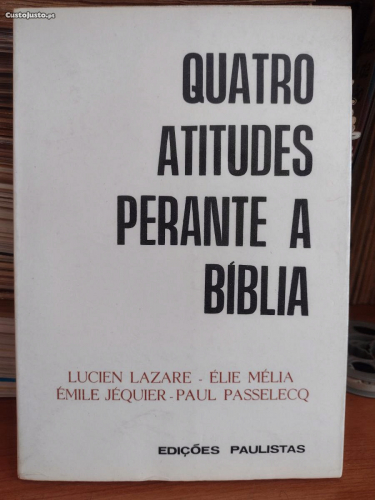 CustoJusto.pt
QUATRO
ATITUDES
PERANTE A
BÍBLIA
LUCIEN LAZARE - ÉLIE MÉLIA
ÉMILE JÉQUIER - PAUL PASSELECQ
EDIÇÕES PAULISTAS